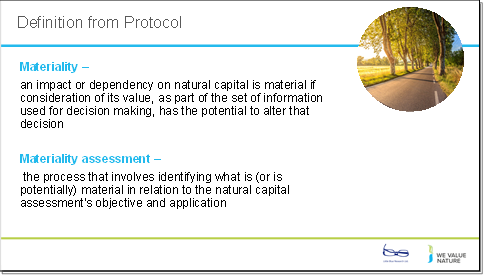 Definition from Protocol
Materiality –
an impact or dependency on natural capital is material if
consideration of its value, as part of the set of information
used for decision making, has the potential to alter that
decision
Materiality assessment –
the process that involves identifying what is (or is
potentially) material in relation to the natural capital
assessment's objective and application
WE VALUE
NATURE